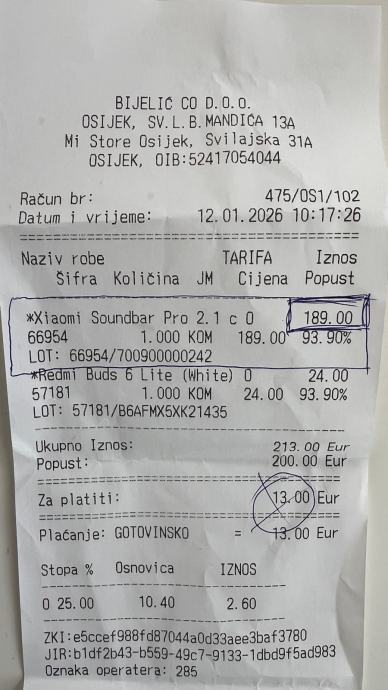 BIJELIĆ CO D.O.O.
OSIJEK, SV.L.B.MANDIĆA 13A
Mi Store Osijek, Svilajska 31A
OSIJEK, OIB:52417054044
Račun br: 475/OS1/102
Datum i vrijeme: 12.01.2026 10:17:26
Naziv robe TARIFA Iznos
Šifra Količina JM Cijena Popust
*Xiaomi Soundbar Pro 2.1 c O 189.00
66954 1.000 KOM 189.00 93.90%
LOT: 66954/700900000242
*Redmi Buds 6 Lite (White) O 24.00
57181 1.000 KOM 24.00 93.90%
LOT: 57181/B6AFMX5XK21435
Ukupno Iznos: 213.00 Eur
Popust: 200.00 Eur
Za platiti: 13.00 Eur
Plaćanje: GOTOVINSKO = 13.00 Eur
Stopa % Osnovica IZNOS
O 25.00 10.40 2.60
ZKI:e5ccef988fd87044a0d33aee3baf3780
JIR:b1df2b43-b559-49c7-9133-1dbd9f5ad983
Oznaka operatera: 285